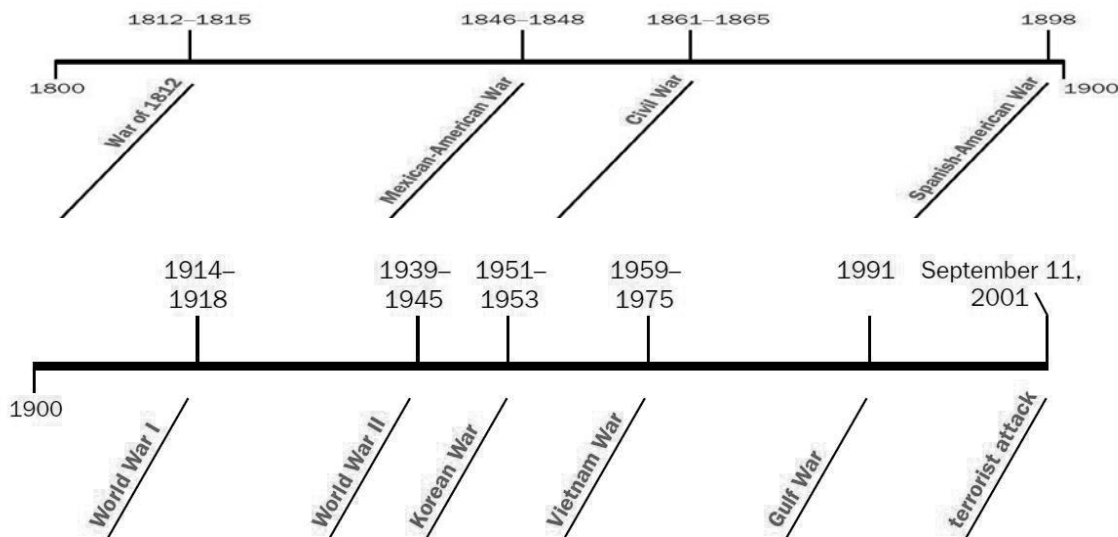 1812–1815
1846–1848
1861–1865
1898
1800
1900
War of 1812
Mexican-American War
Civil War
Spanish-American War
1914–
1918
1939–
1945
1951–
1953
1959–
1975
1991
September 11,
2001
1900
World War I
World War II
Korean War
Vietnam War
Gulf War
terrorist attack